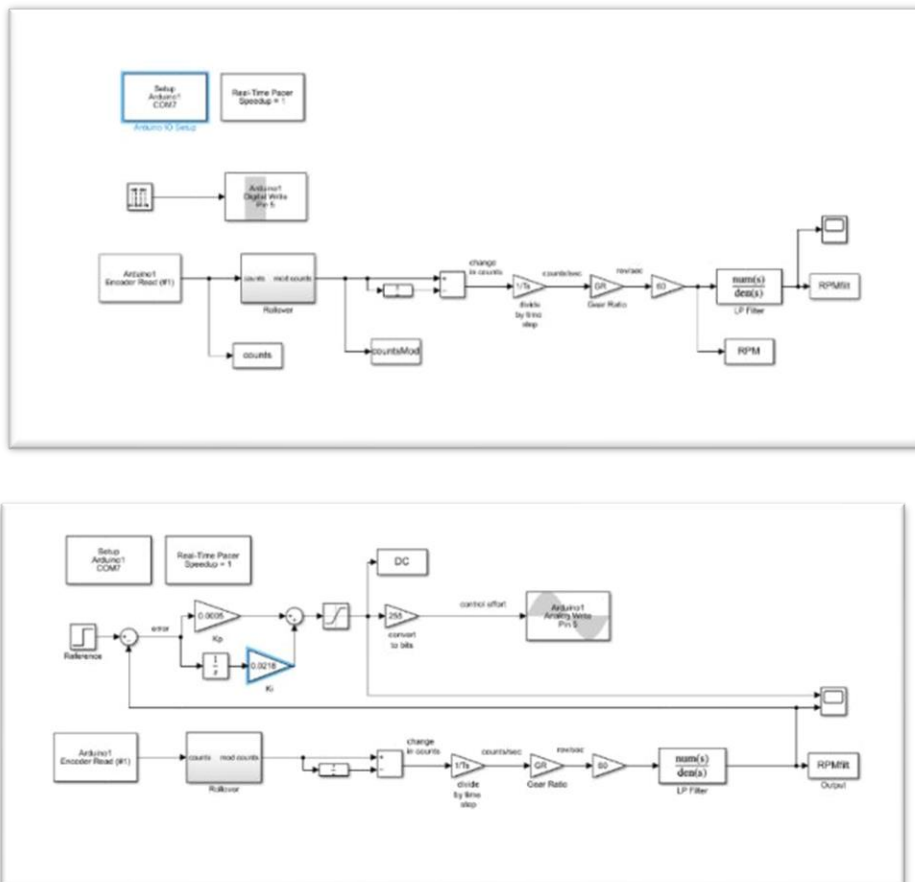 Setup
Arduino1
COM7
Arduino IO Setup
Real-Time Pacer
Speedup = 1
Arduino1
Digital Write
Pin 5
Arduino1
Encoder Read (#1)
counts mod counts
Rollover
change
in counts
1/Ts
divide
by time
step
counts/sec
GR
Gear Ratio
rev/sec
60
num(s)
den(s)
LP Filter
RPMfilt
counts
countsMod
RPM
Setup
Arduino1
COM7
Real-Time Pacer
Speedup = 1
DC
Reference
error
0.0005
Kp
0.0218
Ki
255
convert
to bits
control effort
Arduino1
Analog Write
Pin 5
Arduino1
Encoder Read (#1)
counts mod counts
Rollover
change
in counts
1/Ts
divide
by time
step
counts/sec
GR
Gear Ratio
rev/sec
60
num(s)
den(s)
LP Filter
RPMfilt
Output